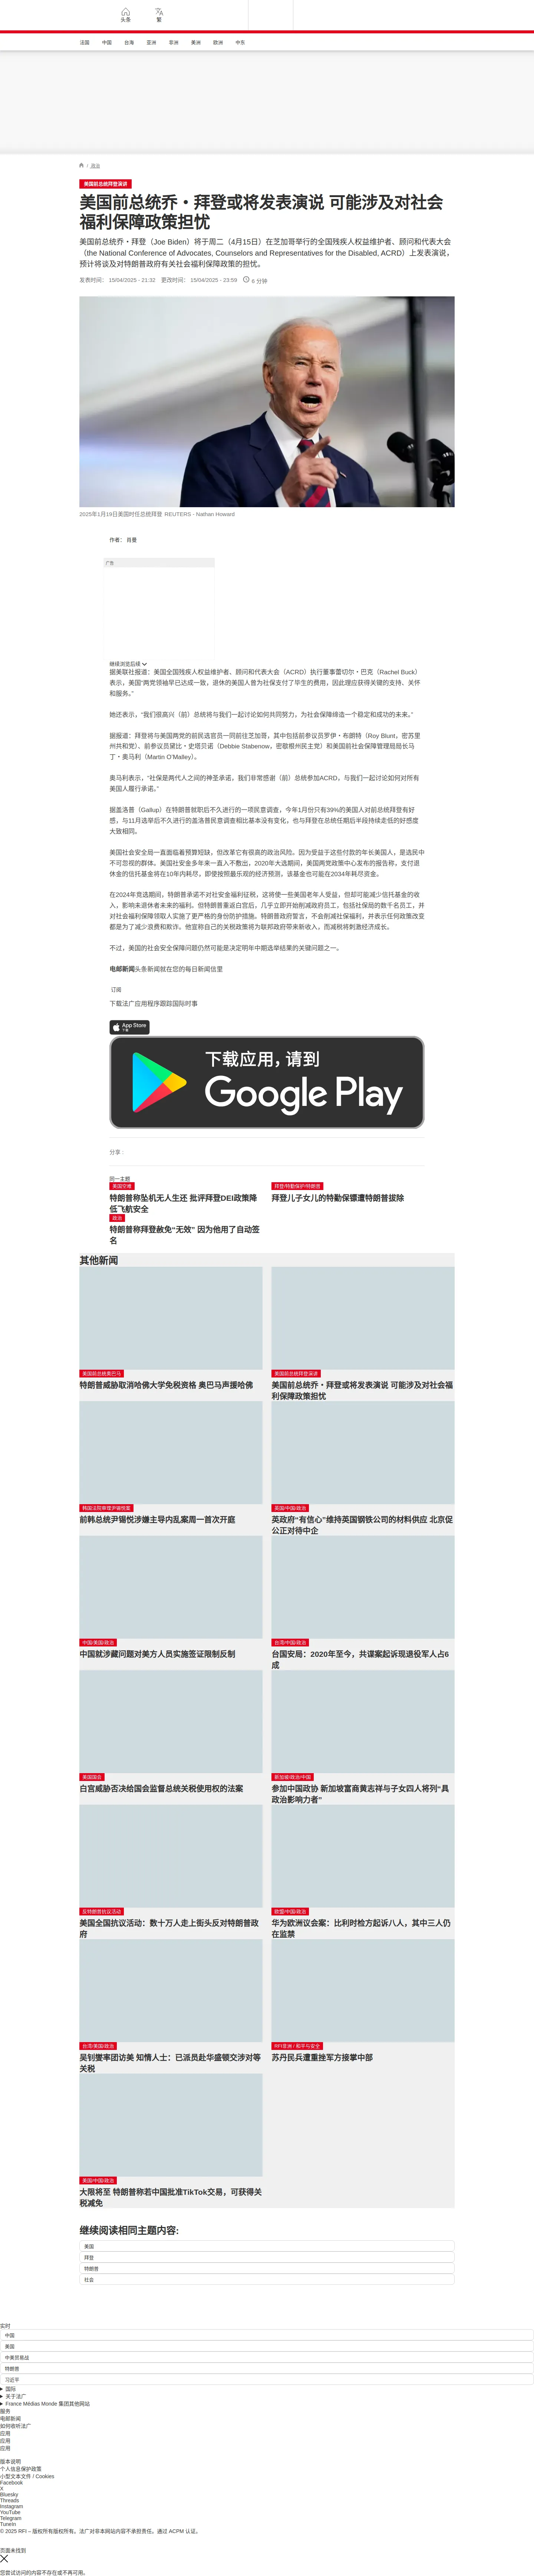 头条
繁
法国 中国 台海 亚洲 非洲 美洲 欧洲 中东
/ 政治
美国前总统拜登演讲
美国前总统乔・拜登或将发表演说 可能涉及对社会
福利保障政策担忧
美国前总统乔・拜登（Joe Biden）将于周二（4月15日）在芝加哥举行的全国残疾人权益维护者、顾问和代表大会
（the National Conference of Advocates, Counselors and Representatives for the Disabled, ACRD）上发表演说，
预计将谈及对特朗普政府有关社会福利保障政策的担忧。
发表时间： 15/04/2025 - 21:32 更改时间： 15/04/2025 - 23:59 6 分钟
2025年1月19日美国时任总统拜登 REUTERS - Nathan Howard
作者： 肖曼
广告
继续浏览后续
据美联社报道：美国全国残疾人权益维护者、顾问和代表大会（ACRD）执行董事蕾切尔・巴克（Rachel Buck）
表示，美国“两党领袖早已达成一致，退休的美国人曾为社保支付了毕生的费用，因此理应获得关键的支持、关怀
和服务。”
她还表示，“我们很高兴（前）总统将与我们一起讨论如何共同努力，为社会保障缔造一个稳定和成功的未来。”
据报道：拜登将与美国两党的前民选官员一同前往芝加哥，其中包括前参议员罗伊・布朗特（Roy Blunt，密苏里
州共和党）、前参议员黛比・史塔贝诺（Debbie Stabenow，密歇根州民主党）和美国前社会保障管理局局长马
丁・奥马利（Martin O’Malley）。
奥马利表示，“社保是两代人之间的神圣承诺，我们非常感谢（前）总统参加ACRD，与我们一起讨论如何对所有
美国人履行承诺。”
据盖洛普（Gallup）在特朗普就职后不久进行的一项民意调查，今年1月份只有39%的美国人对前总统拜登有好
感，与11月选举后不久进行的盖洛普民意调查相比基本没有变化，也与拜登在总统任期后半段持续走低的好感度
大致相同。
美国社会安全局一直面临着预算短缺，但改革它有很高的政治风险。因为受益于这些付款的年长美国人，是选民中
不可忽视的群体。美国社安金多年来一直入不敷出，2020年大选期间，美国两党政策中心发布的报告称，支付退
休金的信托基金将在10年内耗尽，即使按照最乐观的经济预测，该基金也可能在2034年耗尽资金。
在2024年竞选期间，特朗普承诺不对社安金福利征税，这将使一些美国老年人受益，但却可能减少信托基金的收
入，影响未退休者未来的福利。但特朗普重返白宫后，几乎立即开始削减政府员工，包括社保局的数千名员工，并
对社会福利保障领取人实施了更严格的身份防护措施。特朗普政府誓言，不会削减社保福利，并表示任何政策改变
都是为了减少浪费和欺诈。他宣称自己的关税政策将为联邦政府带来新收入，而减税将刺激经济成长。
不过，美国的社会安全保障问题仍然可能是决定明年中期选举结果的关键问题之一。
电邮新闻头条新闻就在您的每日新闻信里
订阅
下载法广应用程序跟踪国际时事
App Store
下载应用，请到
Google Play
分享 :
同一主题
美国空难
特朗普称坠机无人生还 批评拜登DEI政策降
低飞航安全
拜登/特勤保护/特朗普
拜登儿子女儿的特勤保镖遭特朗普拔除
政治
特朗普称拜登赦免“无效” 因为他用了自动签
名
其他新闻
美国前总统奥巴马
特朗普威胁取消哈佛大学免税资格 奥巴马声援哈佛
美国前总统拜登演讲
美国前总统乔・拜登或将发表演说 可能涉及对社会福
利保障政策担忧
韩国法院审尊尹锡悦案
前韩总统尹锡悦涉嫌主导内乱案周一首次开庭
英国/中国/政治
英政府“有信心”维持英国钢铁公司的材料供应 北京促
公正对待中企
中国/美国/政治
中国就涉藏问题对美方人员实施签证限制反制
台湾/中国/政治
台国安局：2020年至今，共谍案起诉现退役军人占6
成
美国国会
白宫威胁否决给国会监督总统关税使用权的法案
新加坡/政治/中国
参加中国政协 新加坡富商黄志祥与子女四人将列“具
政治影响力者”
反特朗普抗议活动
美国全国抗议活动：数十万人走上街头反对特朗普政
府
欧盟/中国/政治
华为欧洲议会案：比利时检方起诉八人，其中三人仍
在监禁
台湾/美国/政治
吴钊燮率团访美 知情人士：已派员赴华盛顿交涉对等
关税
RFI非洲 / 和平与安全
苏丹民兵遭重挫军方接掌中部
美国/中国/政治
大限将至 特朗普称若中国批准TikTok交易，可获得关
税减免
继续阅读相同主题内容:
美国
拜登
特朗普
社会
实时
中国
美国
中美贸易战
特朗普
习近平
国际
关于法广
France Médias Monde 集团其他网站
服务
电邮新闻
如何收听法广
应用
应用
应用
版本说明
个人信息保护政策
小型文本文件 / Cookies
Facebook
X
Bluesky
Threads
Instagram
YouTube
Telegram
TuneIn
© 2025 RFI – 版权所有版权所有。法广对非本网站内容不承担责任。通过 ACPM 认证。
页面未找到
您尝试访问的内容不存在或不再可用。